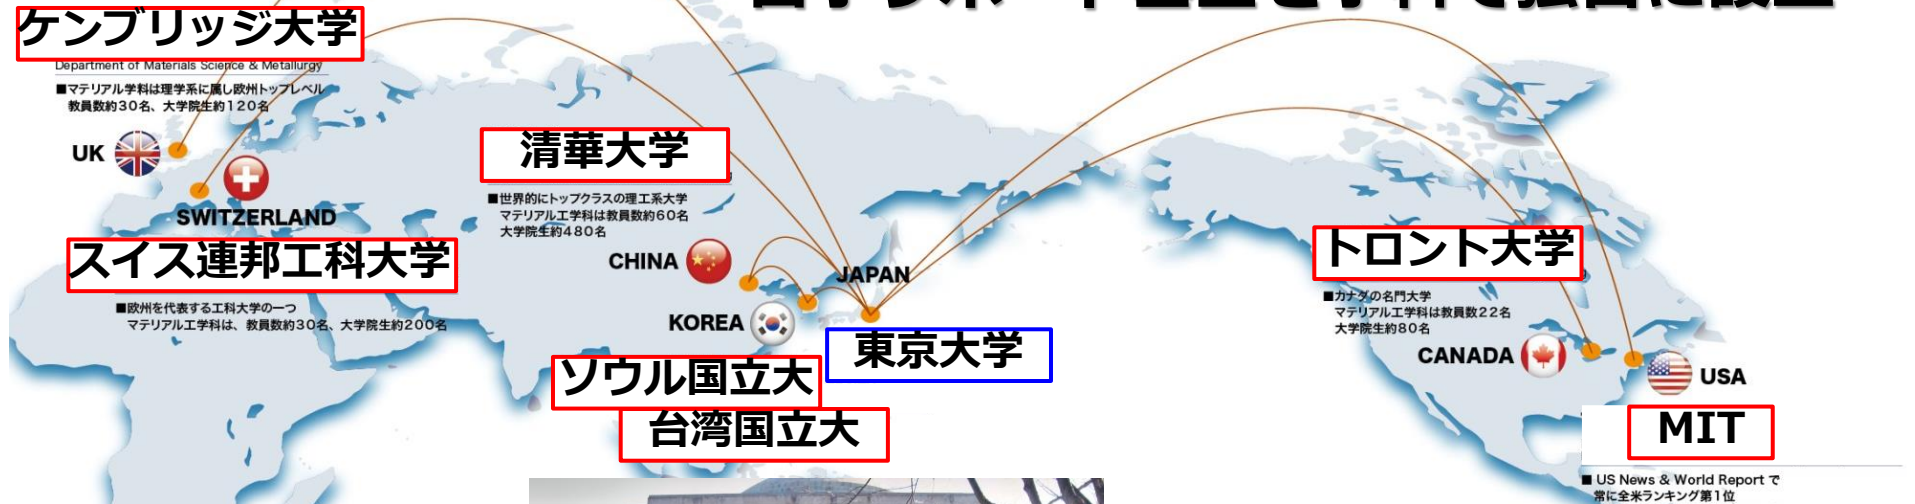 ケンブリッジ大学
Department of Materials Science & Metallurgy
■マテリアル学科は理学系に属し欧州トップレベル
教員数約30名、大学院生約120名
UK
SWITZERLAND
スイス連邦工科大学
■欧州を代表する工科大学の一つ
マテリアル工学科は、教員数約30名、大学院生約200名
清華大学
■世界的にトップクラスの理工系大学
マテリアル工学科は教員数約60名
大学院生約480名
CHINA
KOREA
JAPAN
東京大学
ソウル国立大
台湾国立大
トロント大学
■カナダの名門大学
マテリアル工学科は教員数22名
大学院生約80名
CANADA
USA
MIT
■ US News & World Report で
常に全米ランキング第1位